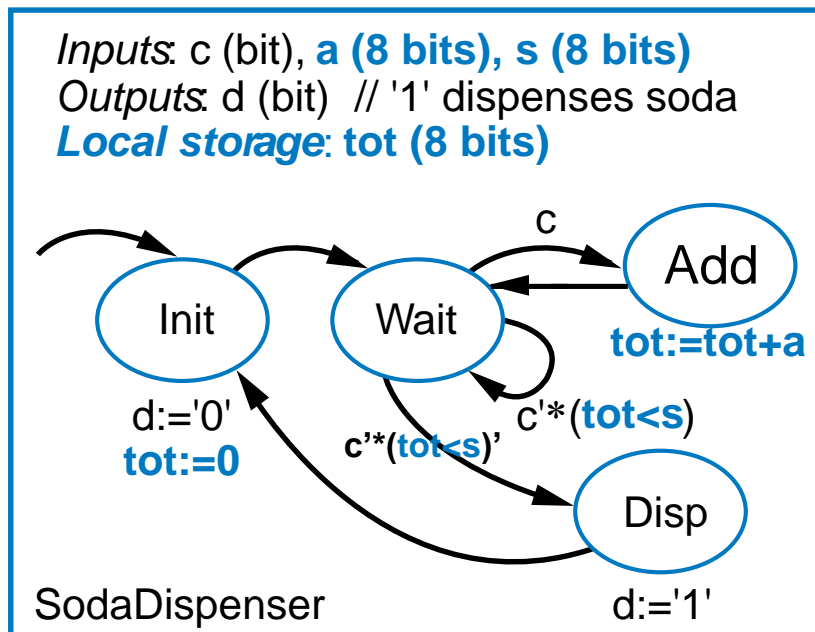 Inputs: c (bit), a (8 bits), s (8 bits)
Outputs: d (bit) // '1' dispenses soda
Local storage: tot (8 bits)
c
Add
Init
Wait
tot:=tot+a
d:='0'
c'*(tot<s)
tot:=0
c’*(tot<s)’
Disp
SodaDispenser
d:='1'